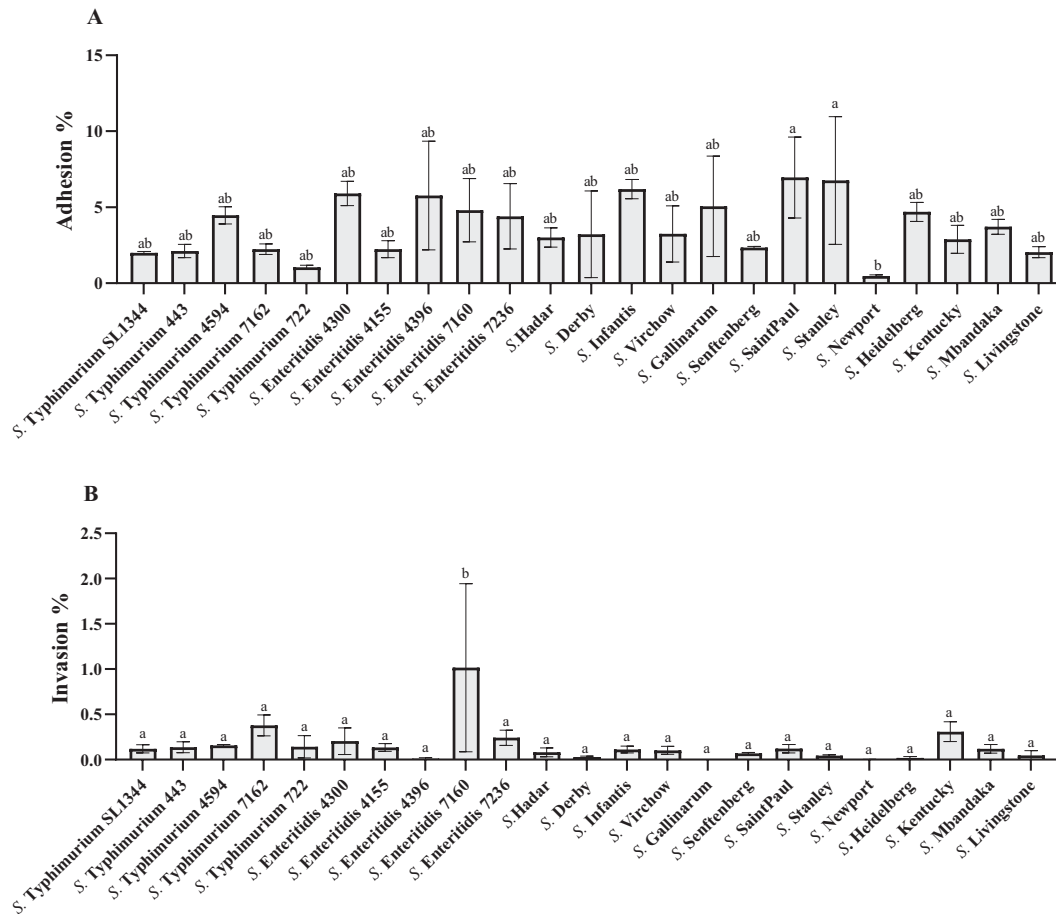 A
Adhesion %
15
10
5
0
ab ab ab ab ab ab ab ab ab ab ab ab ab ab ab ab a a b ab ab ab ab
S. Typhimurium SL1344
S. Typhimurium 443
S. Typhimurium 4594
S. Typhimurium 7162
S. Typhimurium 722
S. Enteritidis 4300
S. Enteritidis 4155
S. Enteritidis 4396
S. Enteritidis 7160
S. Enteritidis 7236
S.Hadar
S. Derby
S. Infantis
S. Virchow
S. Gallinarum
S. Senftenberg
S. SaintPaul
S. Stanley
S. Newport
S. Heidelberg
S. Kentucky
S. Mbandaka
S. Livingstone
B
Invasion %
2.5
2.0
1.5
1.0
0.5
0.0
a a a a a a a a b a a a a a a a a a a a a a a
S. Typhimurium SL1344
S. Typhimurium 443
S. Typhimurium 4594
S. Typhimurium 7162
S. Typhimurium 722
S. Enteritidis 4300
S. Enteritidis 4155
S. Enteritidis 4396
S. Enteritidis 7160
S. Enteritidis 7236
S.Hadar
S. Derby
S. Infantis
S. Virchow
S. Gallinarum
S. Senftenberg
S. SaintPaul
S. Stanley
S. Newport
S. Heidelberg
S. Kentucky
S. Mbandaka
S. Livingstone